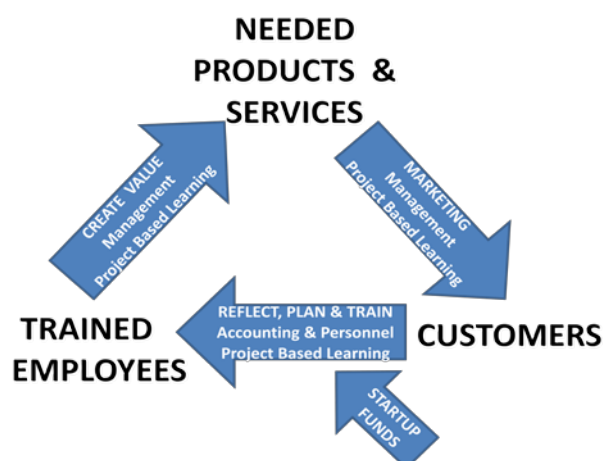 NEEDED
PRODUCTS &
SERVICES
CREATE VALUE
Management
Project Based Learning
MARKETING
Management
Project Based Learning
TRAINED
EMPLOYEES
REFLECT, PLAN & TRAIN
Accounting & Personnel
Project Based Learning
CUSTOMERS
STARTUP
FUNDS